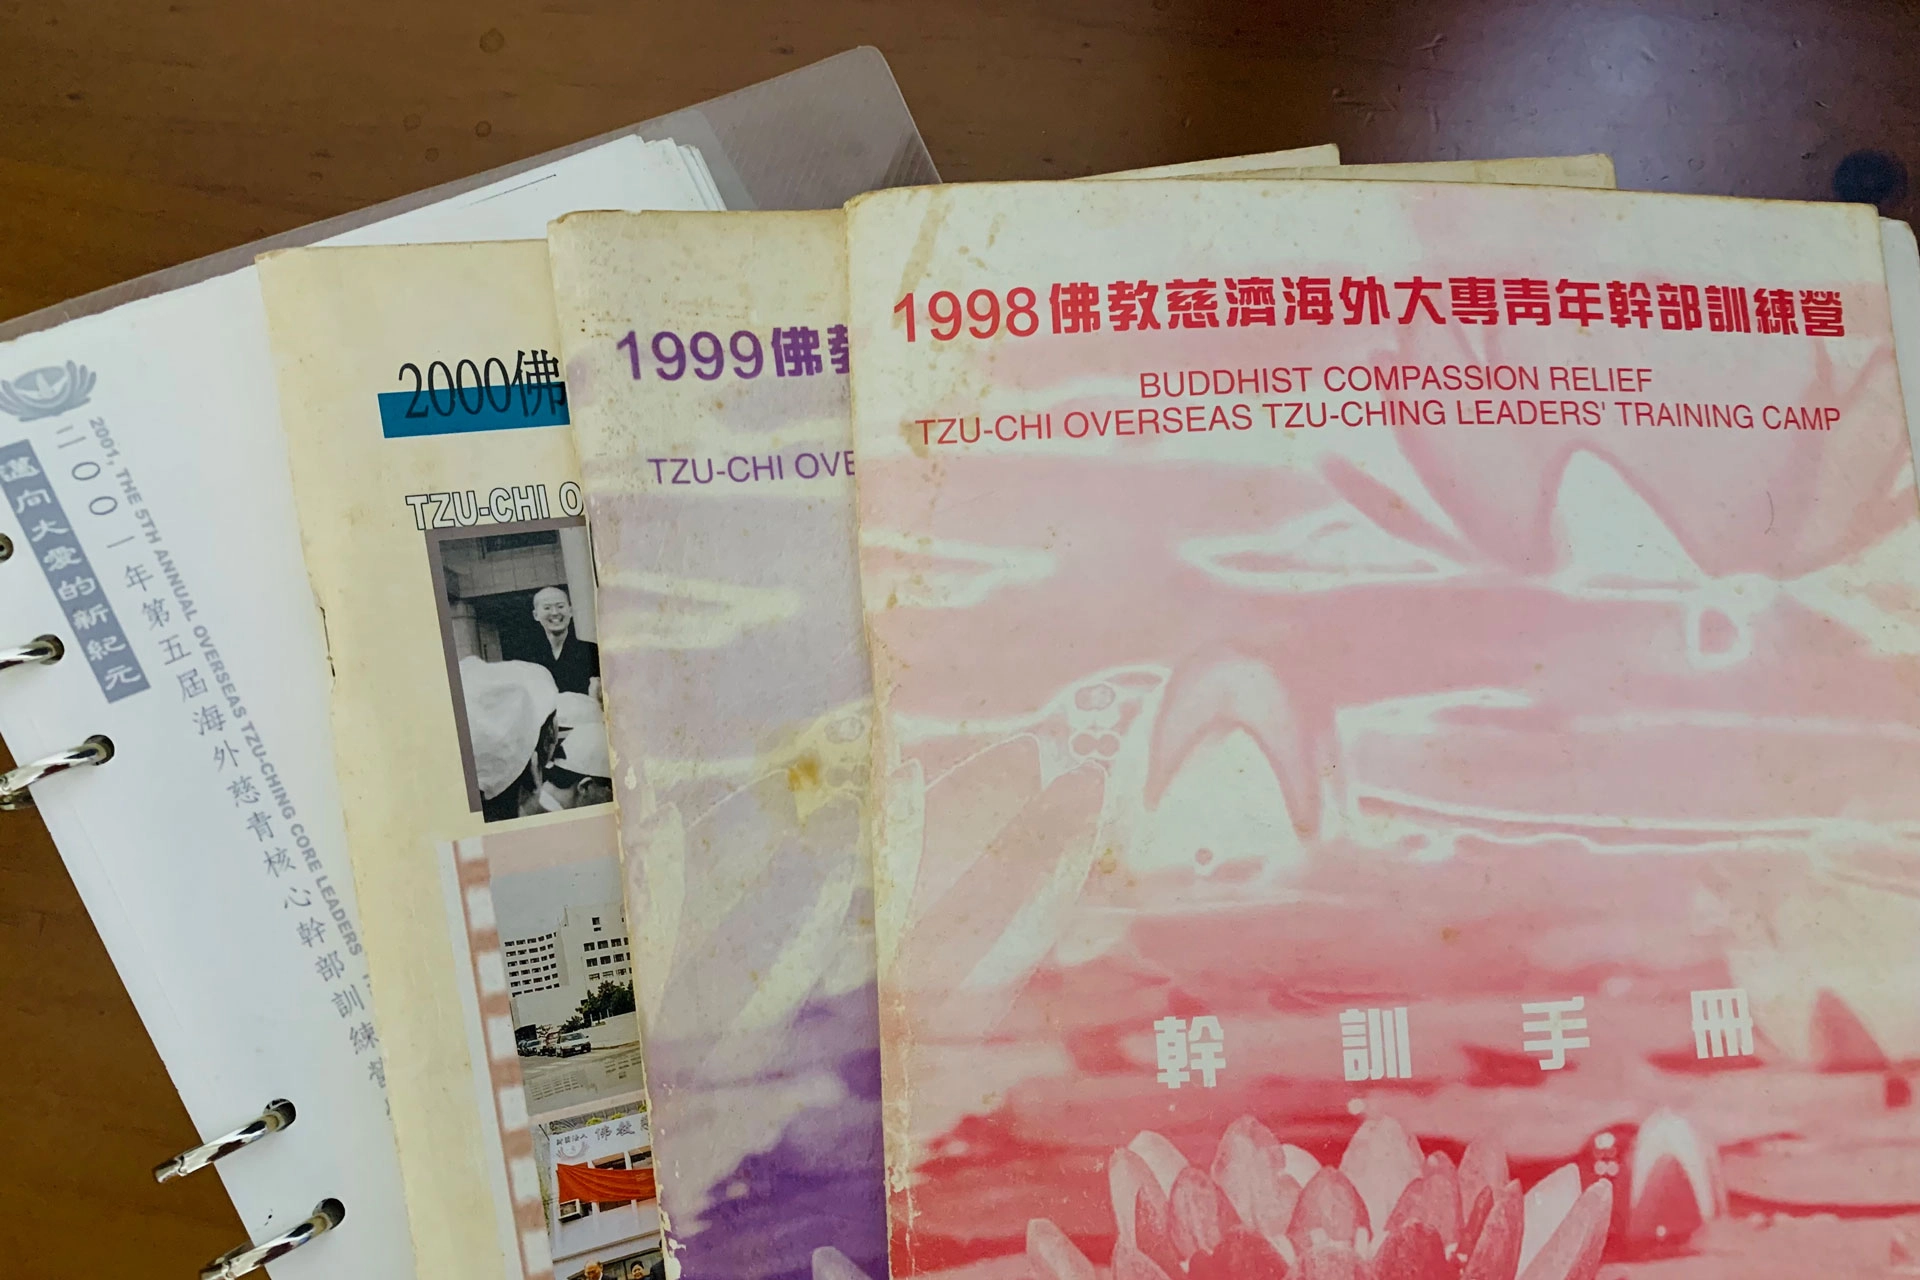 1998佛教慈濟海外大專青年幹部訓練營
BUDDHIST COMPASSION RELIEF
TZU-CHI OVERSEAS TZU-CHING LEADERS' TRAINING CAMP
幹訓手冊
1999佛教
TZU-CHI OVE
2000佛
TZU-CHI O
佛教
2001, THE 5TH ANNUAL OVERSEAS TZU-CHING CORE LEADERS
二〇〇一年第五屆海外慈青核心幹部訓練營
邁向大愛的新紀元